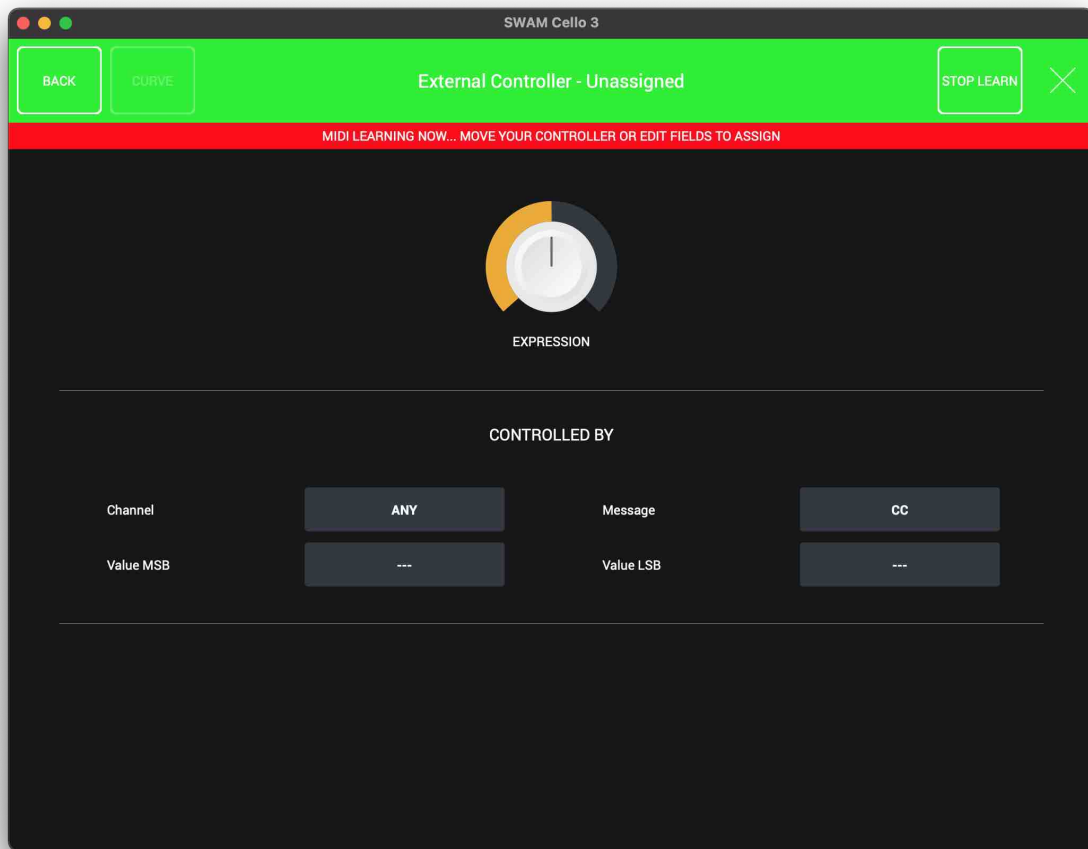 SWAM Cello 3
BACK
CURVE
External Controller - Unassigned
STOP LEARN
MIDI LEARNING NOW... MOVE YOUR CONTROLLER OR EDIT FIELDS TO ASSIGN
EXPRESSION
CONTROLLED BY
Channel ANY Message CC
Value MSB --- Value LSB ---